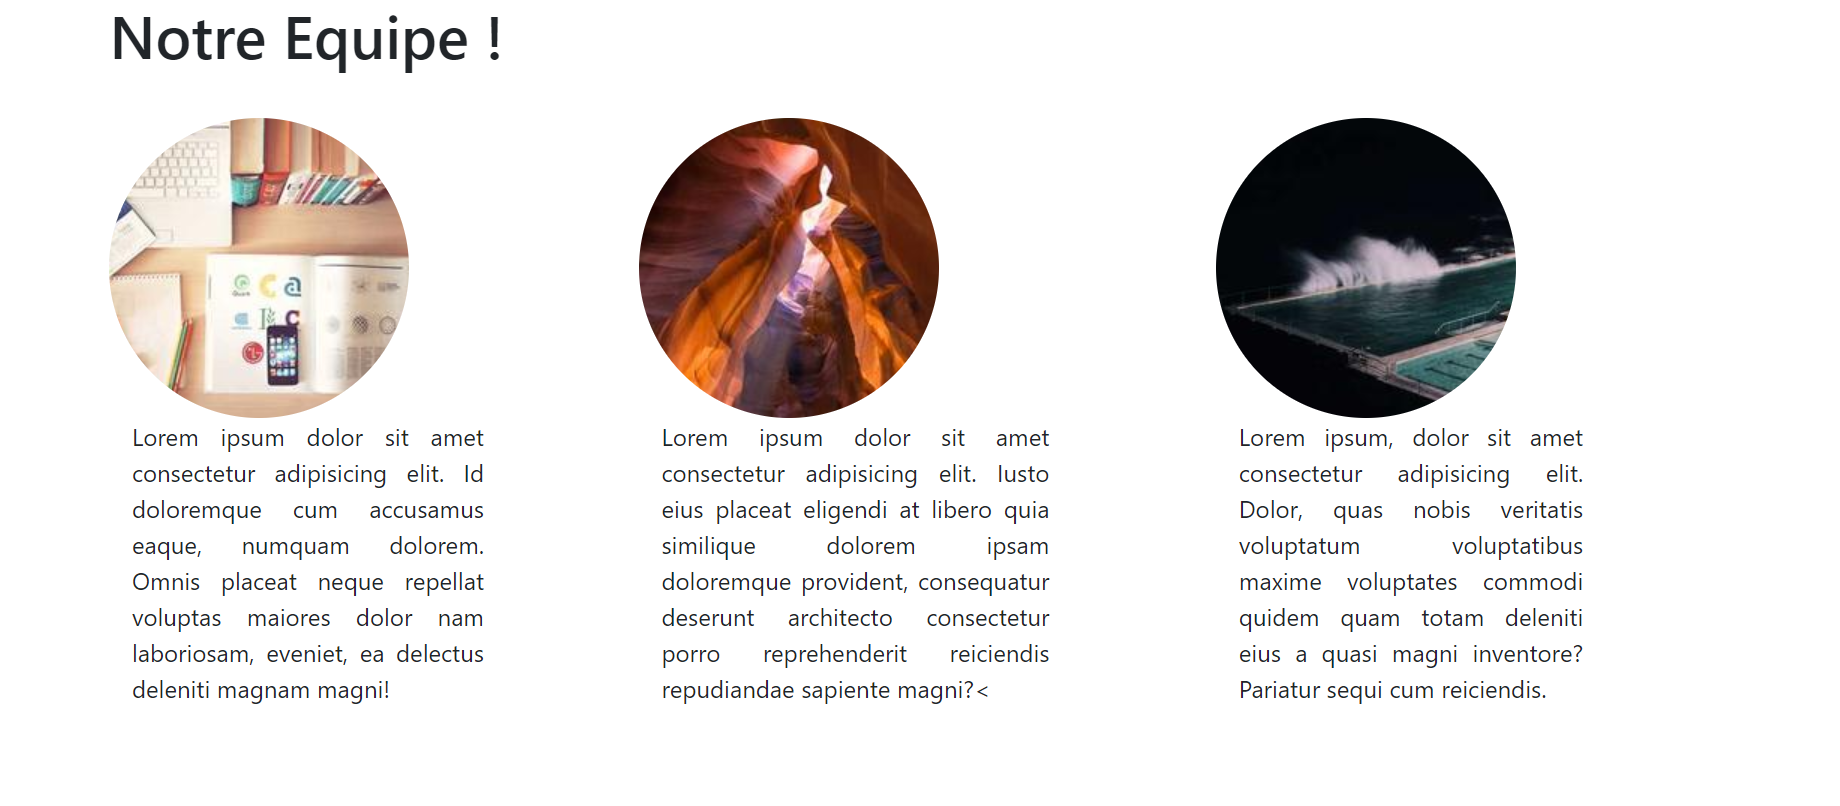 Notre Equipe !
Lorem ipsum dolor sit amet
consectetur adipisicing elit. Id
doloremque cum accusamus
eaque, numquam dolorem.
Omnis placeat neque repellat
voluptas maiores dolor nam
laboriosam, eveniet, ea delectus
deleniti magnam magni!
Lorem ipsum dolor sit amet
consectetur adipisicing elit. Iusto
eius placeat eligendi at libero quia
similique dolorem ipsam
doloremque provident, consequatur
deserunt architecto consectetur
porro reprehenderit reiciendis
repudiandae sapiente magni?<
Lorem ipsum, dolor sit amet
consectetur adipisicing elit.
Dolor, quas nobis veritatis
voluptatum voluptatibus
maxime voluptates commodi
quidem quam totam deleniti
eius a quasi magni inventore?
Pariatur sequi cum reiciendis.